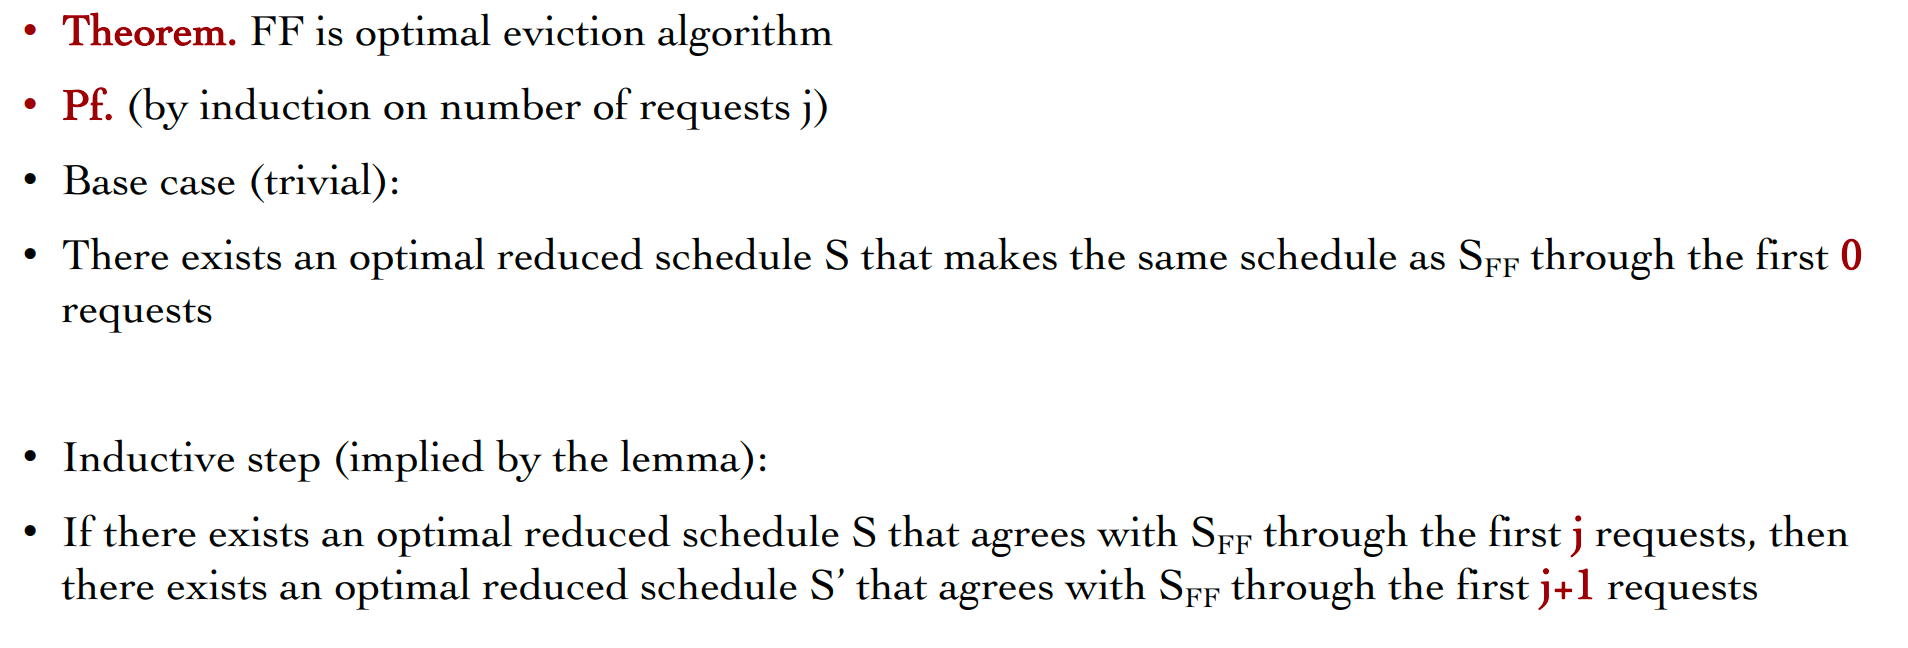 • Theorem. FF is optimal eviction algorithm
• Pf. (by induction on number of requests j)
• Base case (trivial):
• There exists an optimal reduced schedule S that makes the same schedule as S_FF through the first 0
requests
• Inductive step (implied by the lemma):
• If there exists an optimal reduced schedule S that agrees with S_FF through the first j requests, then
there exists an optimal reduced schedule S’ that agrees with S_FF through the first j+1 requests